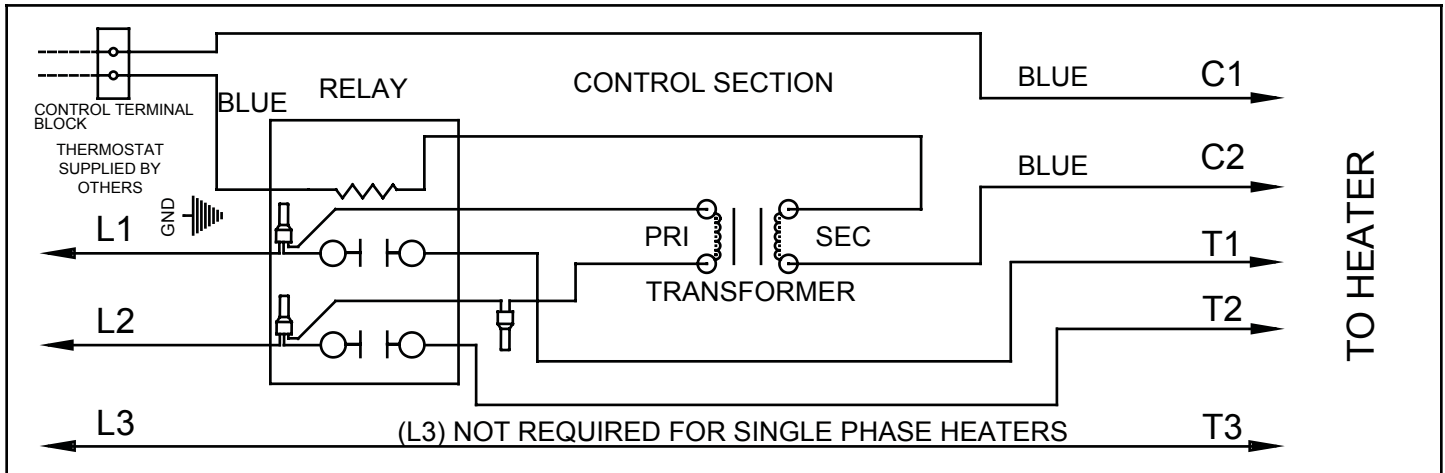 RELAY
CONTROL SECTION
BLUE
C1
CONTROL TERMINAL
BLOCK
BLUE
THERMOSTAT
SUPPLIED BY
OTHERS
BLUE
C2
GND
L1
PRI
SEC
T1
TRANSFORMER
L2
T2
TO HEATER
L3
(L3) NOT REQUIRED FOR SINGLE PHASE HEATERS
T3